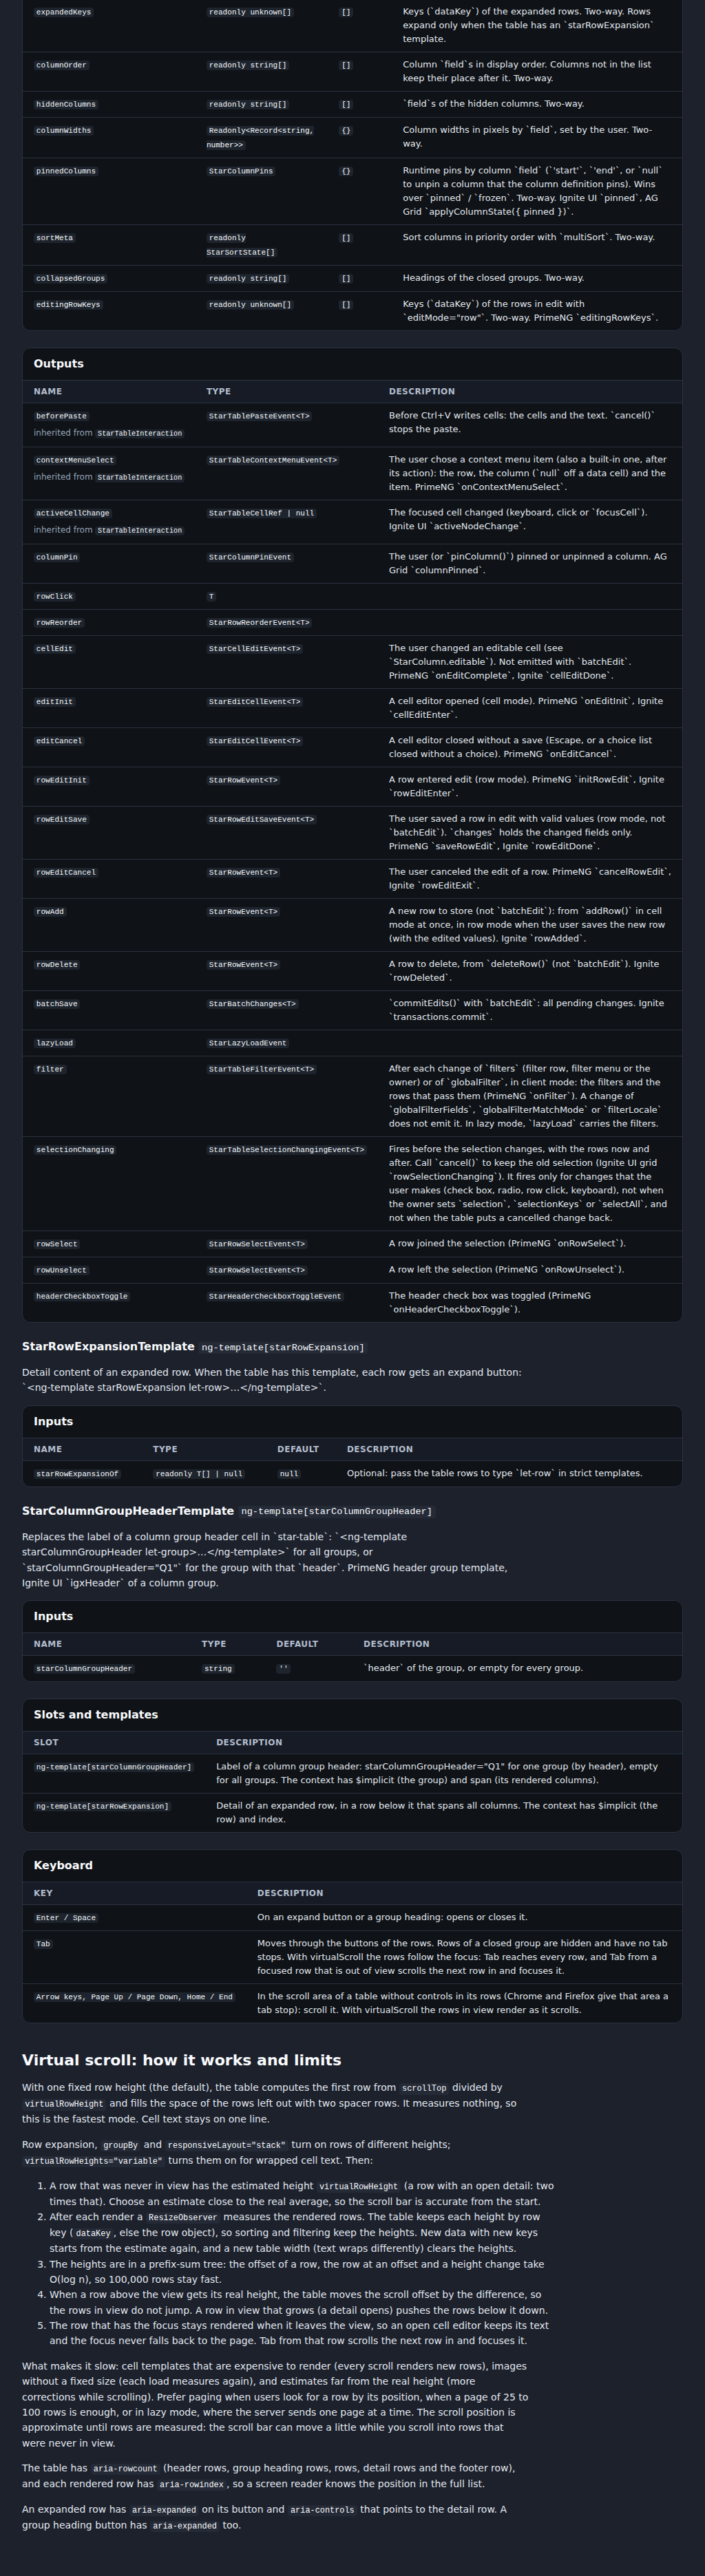 expandedKeys readonly unknown[] [] Keys (`dataKey`) of the expanded rows. Two-way. Rows
expand only when the table has an `starRowExpansion`
template.
columnOrder readonly string[] [] Column `field`s in display order. Columns not in the list
keep their place after it. Two-way.
hiddenColumns readonly string[] [] `field`s of the hidden columns. Two-way.
columnWidths Readonly<Record<string, {} Column widths in pixels by `field`, set by the user. Two-
number>> way.
pinnedColumns StarColumnPins {} Runtime pins by column `field` (`'start'`, `'end'`, or `null`
to unpin a column that the column definition pins). Wins
over `pinned` / `frozen`. Two-way. Ignite UI `pinned`, AG
Grid `applyColumnState({ pinned })`.
sortMeta readonly [] Sort columns in priority order with `multiSort`. Two-way.
StarSortState[]
collapsedGroups readonly string[] [] Headings of the closed groups. Two-way.
editingRowKeys readonly unknown[] [] Keys (`dataKey`) of the rows in edit with
`editMode="row"`. Two-way. PrimeNG `editingRowKeys`.
Outputs
NAME TYPE DESCRIPTION
beforePaste StarTablePasteEvent<T> Before Ctrl+V writes cells: the cells and the text. `cancel()`
inherited from StarTableInteraction stops the paste.
contextMenuSelect StarTableContextMenuEvent<T> The user chose a context menu item (also a built-in one, after
inherited from StarTableInteraction its action): the row, the column (`null` off a data cell) and the
item. PrimeNG `onContextMenuSelect`.
activeCellChange StarTableCellRef | null The focused cell changed (keyboard, click or `focusCell`).
inherited from StarTableInteraction Ignite UI `activeNodeChange`.
columnPin StarColumnPinEvent The user (or `pinColumn()`) pinned or unpinned a column. AG
Grid `columnPinned`.
rowClick T
rowReorder StarRowReorderEvent<T>
cellEdit StarCellEditEvent<T> The user changed an editable cell (see
`StarColumn.editable`). Not emitted with `batchEdit`.
PrimeNG `onEditComplete`, Ignite `cellEditDone`.
editInit StarEditCellEvent<T> A cell editor opened (cell mode). PrimeNG `onEditInit`, Ignite
`cellEditEnter`.
editCancel StarEditCellEvent<T> A cell editor closed without a save (Escape, or a choice list
closed without a choice). PrimeNG `onEditCancel`.
rowEditInit StarRowEvent<T> A row entered edit (row mode). PrimeNG `initRowEdit`, Ignite
`rowEditEnter`.
rowEditSave StarRowEditSaveEvent<T> The user saved a row in edit with valid values (row mode, not
`batchEdit`). `changes` holds the changed fields only.
PrimeNG `saveRowEdit`, Ignite `rowEditDone`.
rowEditCancel StarRowEvent<T> The user canceled the edit of a row. PrimeNG `cancelRowEdit`,
Ignite `rowEditExit`.
rowAdd StarRowEvent<T> A new row to store (not `batchEdit`): from `addRow()` in cell
mode at once, in row mode when the user saves the new row
(with the edited values). Ignite `rowAdded`.
rowDelete StarRowEvent<T> A row to delete, from `deleteRow()` (not `batchEdit`). Ignite
`rowDeleted`.
batchSave StarBatchChanges<T> `commitEdits()` with `batchEdit`: all pending changes. Ignite
`transactions.commit`.
lazyLoad StarLazyLoadEvent
filter StarTableFilterEvent<T> After each change of `filters` (filter row, filter menu or the
owner) or of `globalFilter`, in client mode: the filters and the
rows that pass them (PrimeNG `onFilter`). A change of
`globalFilterFields`, `globalFilterMatchMode` or `filterLocale`
does not emit it. In lazy mode, `lazyLoad` carries the filters.
selectionChanging StarTableSelectionChangingEvent<T> Fires before the selection changes, with the rows now and
after. Call `cancel()` to keep the old selection (Ignite UI grid
`rowSelectionChanging`). It fires only for changes that the
user makes (check box, radio, row click, keyboard), not when
the owner sets `selection`, `selectionKeys` or `selectAll`, and
not when the table puts a cancelled change back.
rowSelect StarRowSelectEvent<T> A row joined the selection (PrimeNG `onRowSelect`).
rowUnselect StarRowSelectEvent<T> A row left the selection (PrimeNG `onRowUnselect`).
headerCheckboxToggle StarHeaderCheckboxToggleEvent The header check box was toggled (PrimeNG
`onHeaderCheckboxToggle`).
StarRowExpansionTemplate ng-template[starRowExpansion]
Detail content of an expanded row. When the table has this template, each row gets an expand button:
`<ng-template starRowExpansion let-row>…</ng-template>`.
Inputs
NAME TYPE DEFAULT DESCRIPTION
starRowExpansionOf readonly T[] | null null Optional: pass the table rows to type `let-row` in strict templates.
StarColumnGroupHeaderTemplate ng-template[starColumnGroupHeader]
Replaces the label of a column group header cell in `star-table`: `<ng-template
starColumnGroupHeader let-group>…</ng-template>` for all groups, or
`starColumnGroupHeader="Q1"` for the group with that `header`. PrimeNG header group template,
Ignite UI `igxHeader` of a column group.
Inputs
NAME TYPE DEFAULT DESCRIPTION
starColumnGroupHeader string '' `header` of the group, or empty for every group.
Slots and templates
SLOT DESCRIPTION
ng-template[starColumnGroupHeader] Label of a column group header: starColumnGroupHeader="Q1" for one group (by header), empty
for all groups. The context has $implicit (the group) and span (its rendered columns).
ng-template[starRowExpansion] Detail of an expanded row, in a row below it that spans all columns. The context has $implicit (the
row) and index.
Keyboard
KEY DESCRIPTION
Enter / Space On an expand button or a group heading: opens or closes it.
Tab Moves through the buttons of the rows. Rows of a closed group are hidden and have no tab
stops. With virtualScroll the rows follow the focus: Tab reaches every row, and Tab from a
focused row that is out of view scrolls the next row in and focuses it.
Arrow keys, Page Up / Page Down, Home / End In the scroll area of a table without controls in its rows (Chrome and Firefox give that area a
tab stop): scroll it. With virtualScroll the rows in view render as it scrolls.
Virtual scroll: how it works and limits
With one fixed row height (the default), the table computes the first row from scrollTop divided by
virtualRowHeight and fills the space of the rows left out with two spacer rows. It measures nothing, so
this is the fastest mode. Cell text stays on one line.
Row expansion, groupBy and responsiveLayout="stack" turn on rows of different heights;
virtualRowHeights="variable" turns them on for wrapped cell text. Then:
1. A row that was never in view has the estimated height virtualRowHeight (a row with an open detail: two
times that). Choose an estimate close to the real average, so the scroll bar is accurate from the start.
2. After each render a ResizeObserver measures the rendered rows. The table keeps each height by row
key ( dataKey , else the row object), so sorting and filtering keep the heights. New data with new keys
starts from the estimate again, and a new table width (text wraps differently) clears the heights.
3. The heights are in a prefix-sum tree: the offset of a row, the row at an offset and a height change take
O(log n), so 100,000 rows stay fast.
4. When a row above the view gets its real height, the table moves the scroll offset by the difference, so
the rows in view do not jump. A row in view that grows (a detail opens) pushes the rows below it down.
5. The row that has the focus stays rendered when it leaves the view, so an open cell editor keeps its text
and the focus never falls back to the page. Tab from that row scrolls the next row in and focuses it.
What makes it slow: cell templates that are expensive to render (every scroll renders new rows), images
without a fixed size (each load measures again), and estimates far from the real height (more
corrections while scrolling). Prefer paging when users look for a row by its position, when a page of 25 to
100 rows is enough, or in lazy mode, where the server sends one page at a time. The scroll position is
approximate until rows are measured: the scroll bar can move a little while you scroll into rows that
were never in view.
The table has aria-rowcount (header rows, group heading rows, rows, detail rows and the footer row),
and each rendered row has aria-rowindex , so a screen reader knows the position in the full list.
An expanded row has aria-expanded on its button and aria-controls that points to the detail row. A
group heading button has aria-expanded too.